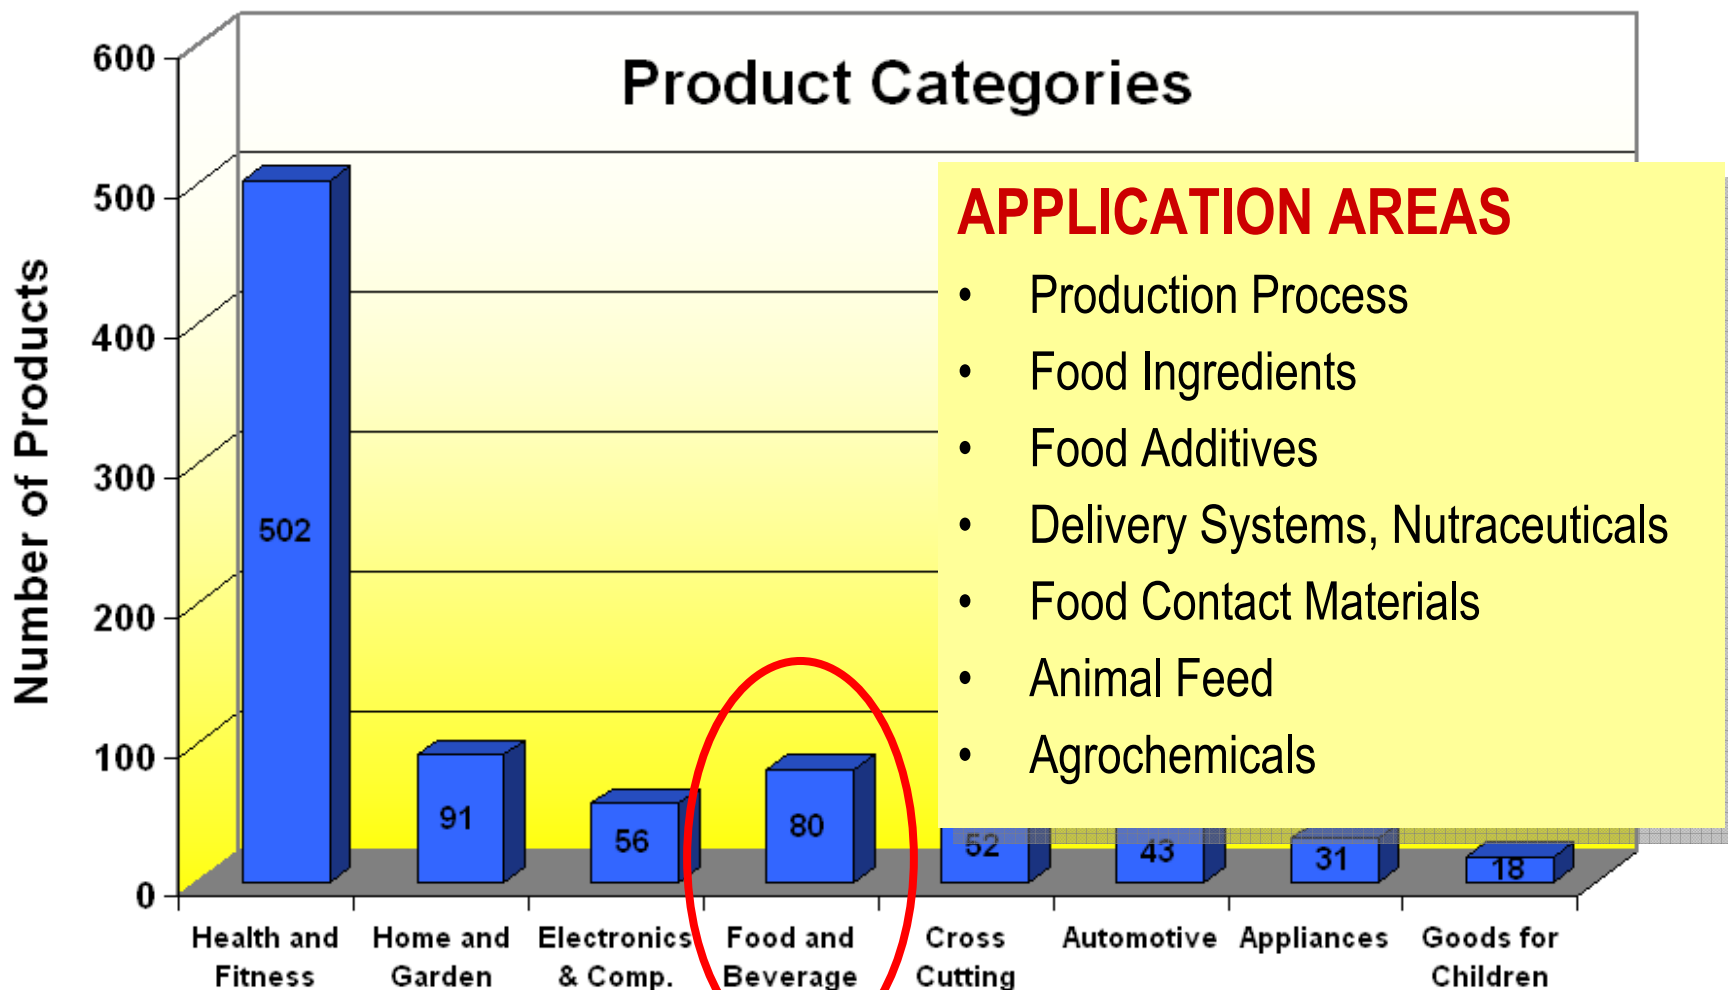 Product Categories
Number of Products
600
500
400
300
200
100
0
502
91
56
80
52
43
31
18
Health and
Fitness
Home and
Garden
Electronics
& Comp.
Food and
Beverage
Cross
Cutting
Automotive
Appliances
Goods for
Children
APPLICATION AREAS
• Production Process
• Food Ingredients
• Food Additives
• Delivery Systems, Nutraceuticals
• Food Contact Materials
• Animal Feed
• Agrochemicals